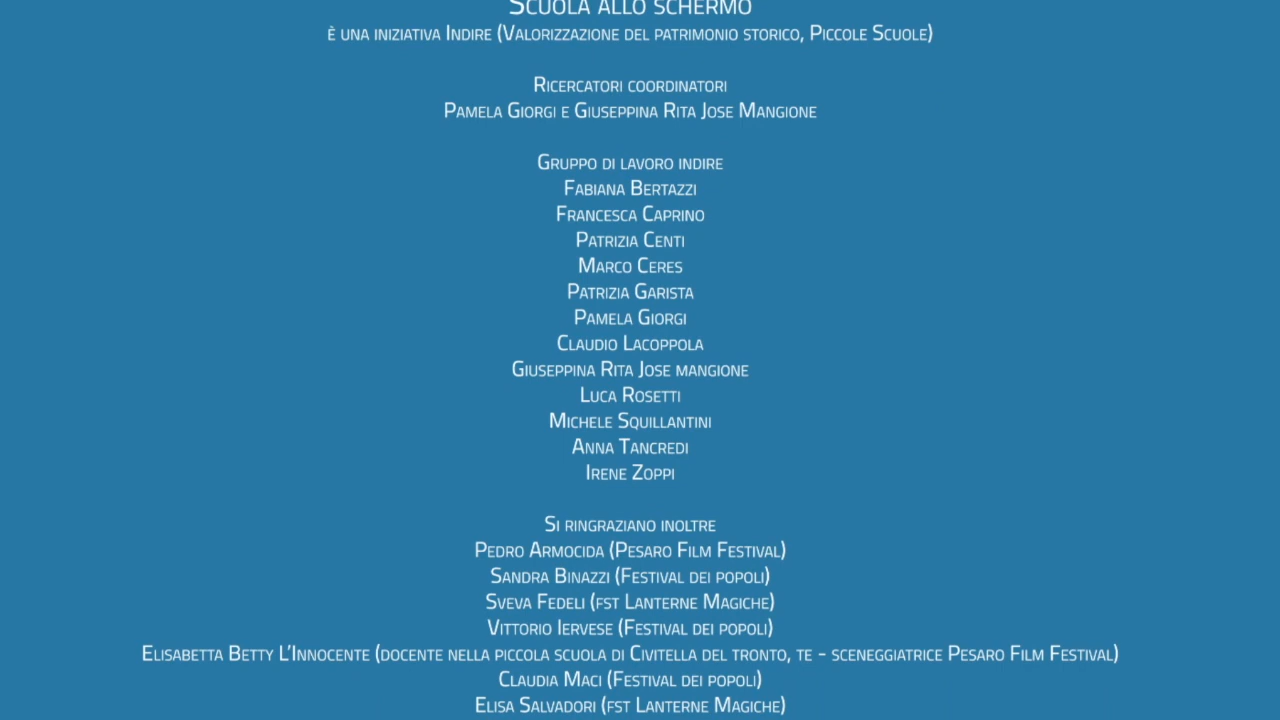 Scuola allo schermo
è una iniziativa Indire (Valorizzazione del patrimonio storico, Piccole Scuole)
Ricercatori coordinatori
Pamela Giorgi e Giuseppina Rita Jose Mangione
Gruppo di lavoro indire
Fabiana Bertazzi
Francesca Caprino
Patrizia Centi
Marco Ceres
Patrizia Garista
Pamela Giorgi
Claudio Lacoppola
Giuseppina Rita Jose mangione
Luca Rosetti
Michele Squillantini
Anna Tancredi
Irene Zoppi
Si ringraziano inoltre
Pedro Armocida (Pesaro Film Festival)
Sandra Binazzi (Festival dei popoli)
Sveva Fedeli (fst Lanterne Magiche)
Vittorio Iervese (Festival dei popoli)
Elisabetta Betty L'Innocente (docente nella piccola scuola di Civitella del tronto, te - sceneggiatrice Pesaro Film Festival)
Claudia Maci (Festival dei popoli)
Elisa Salvadori (fst Lanterne Magiche)